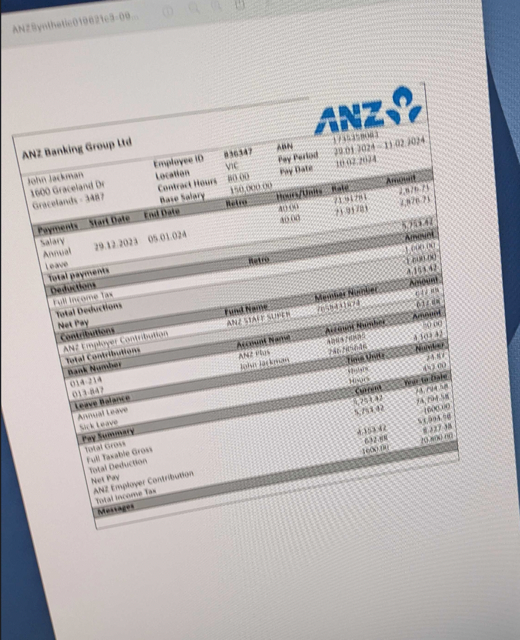 ANZSynthetic019621c3-09...
ANZ
ANZ Banking Group Ltd
John Jackman Employee ID 836347 ABN 1735358083
1600 Graceland Dr Location VIC Pay Period 29.01.2024 - 11.02.2024
Gracelands - 3487 Contract Hours 80.00 Pay Date 10.02.2024
Base Salary 150,000.00
Payments Start Date End Date Retro Hours/Units Rate Amount
Salary 40.00 71.91781 2,876.71
Annual Leave 29.12.2023 05.01.024 40.00 71.91781 2,876.71
Total payments 5,753.42
Deductions Retro Amount
Full Income Tax 1,600.00
Total Deductions 1,600.00
Net Pay 4,153.42
Contributions Fund Name Member Number Amount
ANZ Employer Contribution ANZ STAFF SUPER 632.88
Total Contributions 632.88
Bank Number Account Name Account Number Amount
014-214 ANZ Plus 50.00
013-847 John Jackman 4,103.42
Leave Balance Time Units Number
Annual Leave Hours 24.87
Sick Leave Hours 452.00
Pay Summary Current Year to Date
Total Gross 5,753.42 74,794.58
Full Taxable Gross 5,753.42 74,794.58
Total Deduction 1600.00
Net Pay 4,153.42 53,994.58
ANZ Employer Contribution 632.88
Total Income Tax 1600.00 20,800.00
Messages